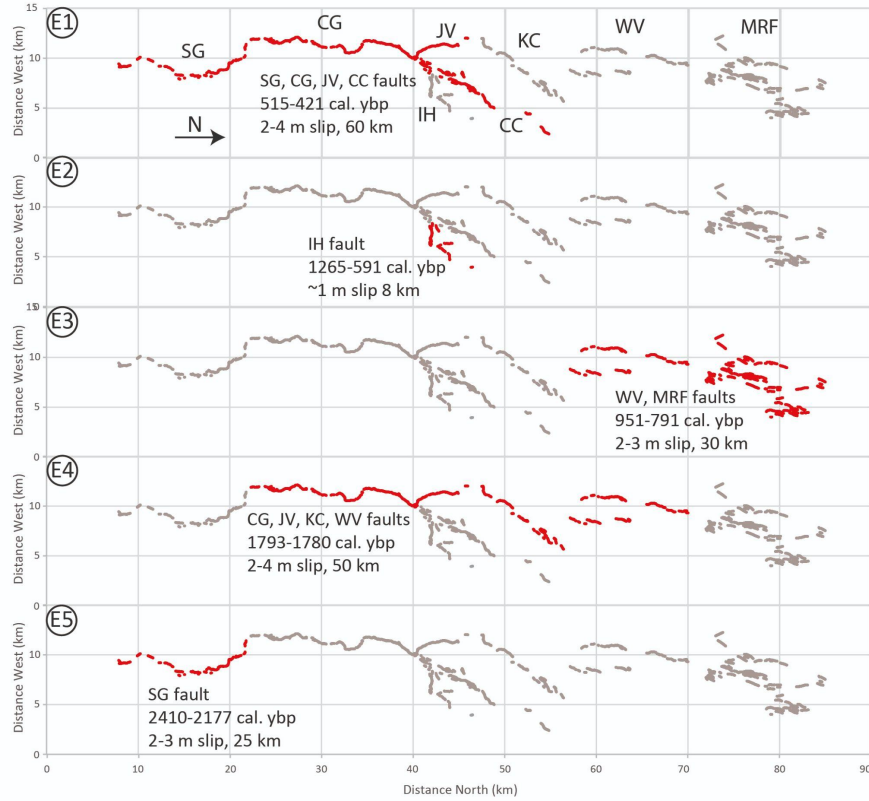 E1
15
10
5
0
Distance West (km)
SG
CG
JV
KC
WV
MRF
IH
CC
N
SG, CG, JV, CC faults
515-421 cal. ybp
2-4 m slip, 60 km
E2
10
5
0
Distance West (km)
IH fault
1265-591 cal. ybp
~1 m slip 8 km
E3
15
10
5
0
Distance West (km)
WV, MRF faults
951-791 cal. ybp
2-3 m slip, 30 km
E4
10
5
0
Distance West (km)
CG, JV, KC, WV faults
1793-1780 cal. ybp
2-4 m slip, 50 km
E5
10
5
0
Distance West (km)
SG fault
2410-2177 cal. ybp
2-3 m slip, 25 km
0 10 20 30 40 50 60 70 80 90
Distance North (km)